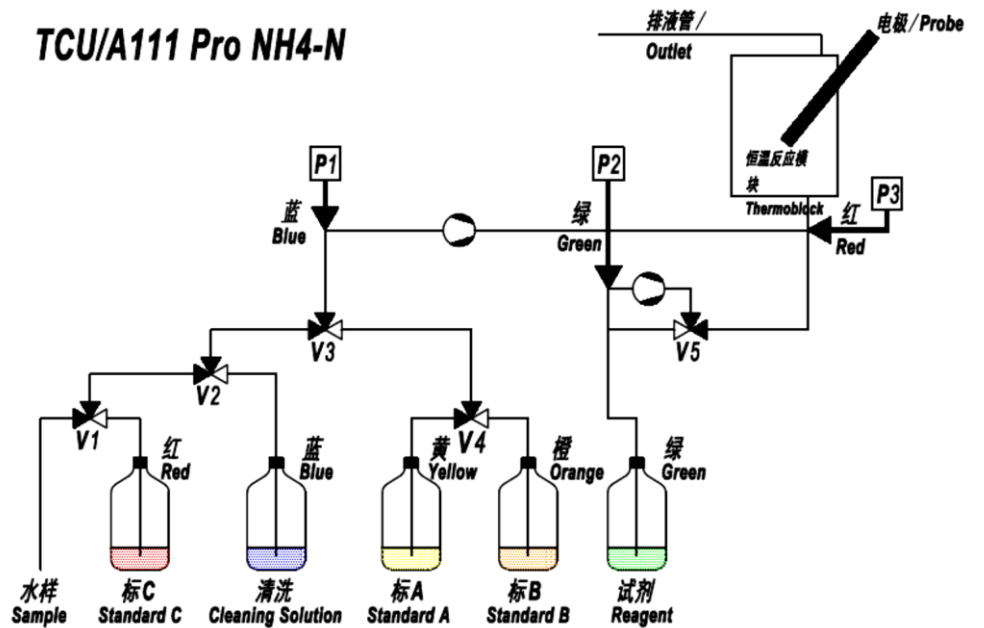 TCU/A111 Pro NH4-N
排液管/
Outlet
电极/Probe
恒温反应模
块
Thermoblock
P1
P2
P3
蓝
Blue
绿
Green
红
Red
V3
V5
V2
V1
V4
红
Red
蓝
Blue
黄
Yellow
橙
Orange
绿
Green
水样
Sample
标C
Standard C
清洗
Cleaning Solution
标A
Standard A
标B
Standard B
试剂
Reagent